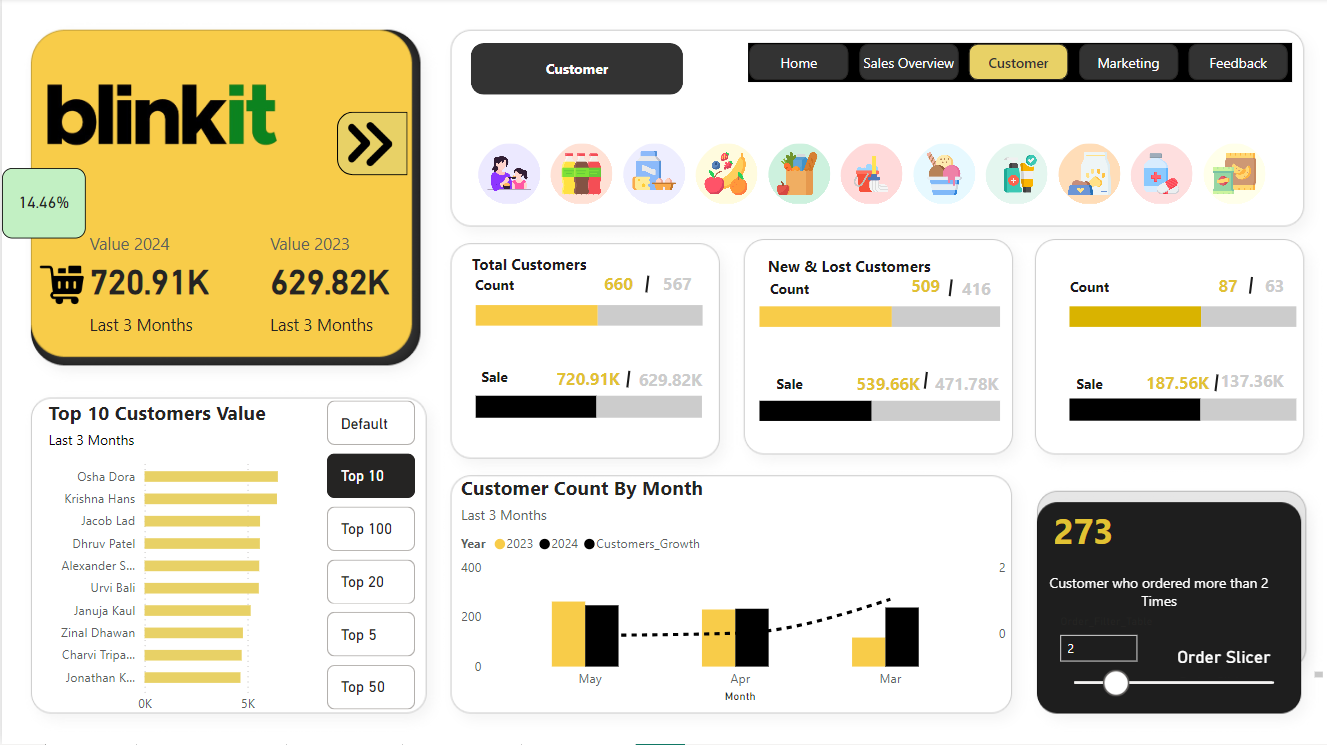 blinkit
14.46%
Value 2024
Value 2023
720.91K
629.82K
Last 3 Months
Last 3 Months
Customer
Home
Sales Overview
Customer
Marketing
Feedback
Total Customers
Count
660 / 567
Sale
720.91K / 629.82K
New & Lost Customers
Count
509 / 416
Sale
539.66K / 471.78K
Count
87 / 63
Sale
187.56K / 137.36K
Top 10 Customers Value
Last 3 Months
Osha Dora
Krishna Hans
Jacob Lad
Dhruv Patel
Alexander S...
Urvi Bali
Januja Kaul
Zinal Dhawan
Charvi Tripa...
Jonathan K...
0K
5K
Default
Top 10
Top 100
Top 20
Top 5
Top 50
Customer Count By Month
Last 3 Months
Year 2023 2024 Customers_Growth
400
200
0
2
0
May
Apr
Mar
Month
273
Customer who ordered more than 2
Times
2
Order Slicer